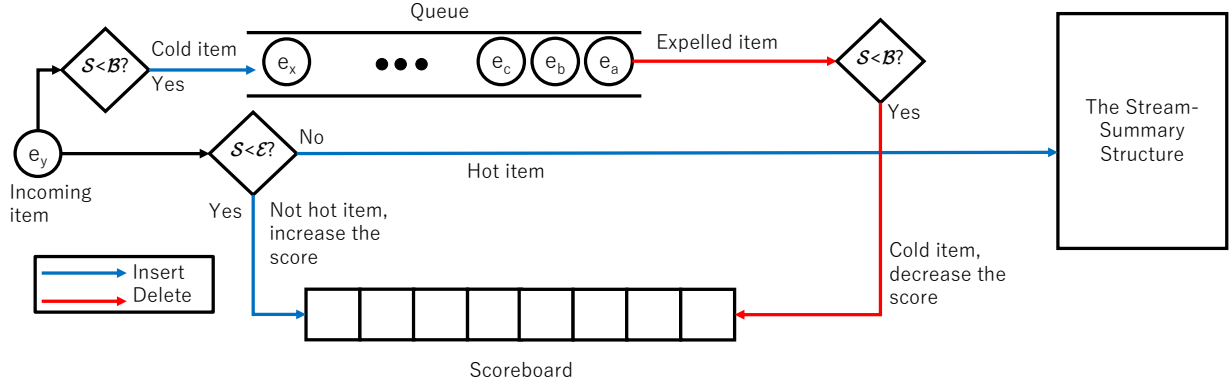 Queue
S<B?
Cold item
Yes
e_x
e_c
e_b
e_a
Expelled item
S<B?
Yes
The Stream-
Summary
Structure
e_y
Incoming
item
S<ℰ?
No
Hot item
Yes
Not hot item,
increase the
score
Cold item,
decrease the
score
Insert
Delete
Scoreboard